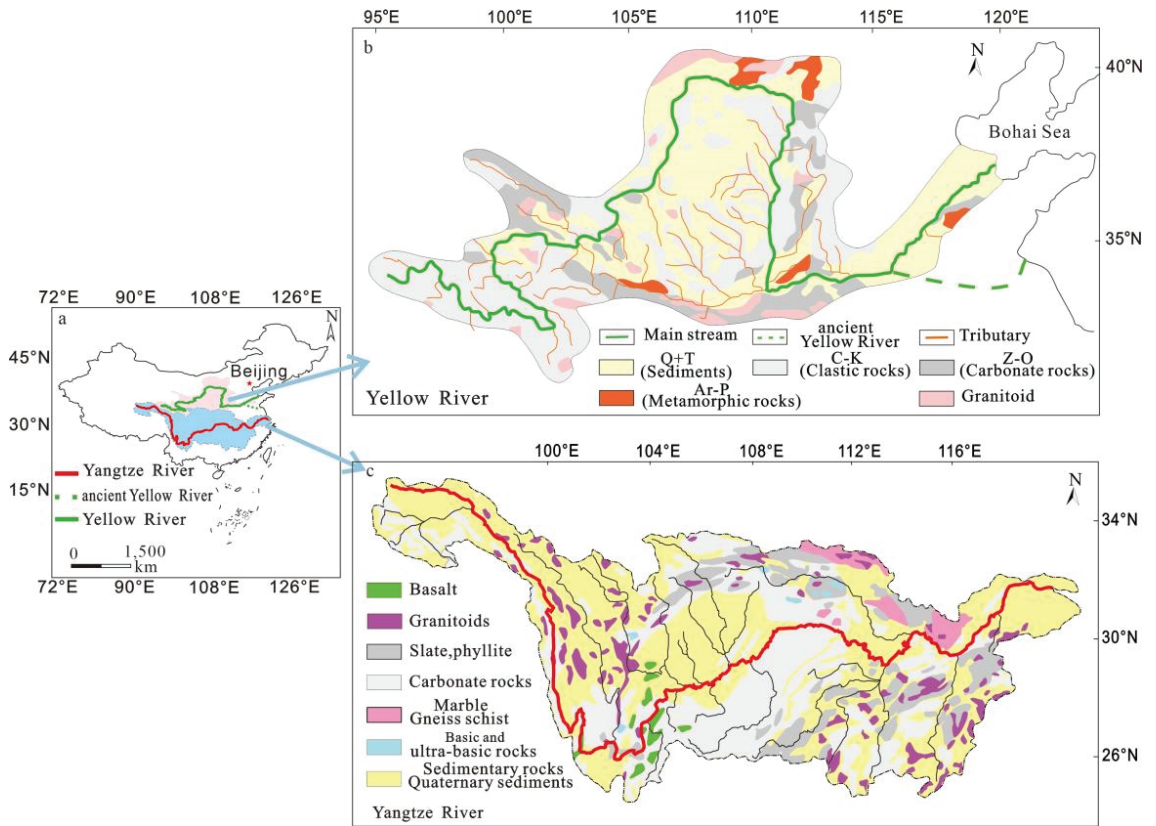 95°E 100°E 105°E 110°E 115°E 120°E
b
N
40°N
Bohai Sea
35°N
Main stream
ancient
Yellow River
Tributary
Q+T
(Sediments)
C-K
(Clastic rocks)
Z-O
(Carbonate rocks)
Ar-P
(Metamorphic rocks)
Granitoid
Yellow River
72°E 90°E 108°E 126°E
a
N
45°N
Beijing
30°N
15°N
Yangtze River
ancient Yellow River
Yellow River
0 1,500
km
72°E 90°E 108°E 126°E
100°E 104°E 108°E 112°E 116°E
c
N
34°N
30°N
26°N
Basalt
Granitoids
Slate,phyllite
Carbonate rocks
Marble
Gneiss schist
Basic and
ultra-basic rocks
Sedimentary rocks
Quaternary sediments
Yangtze River